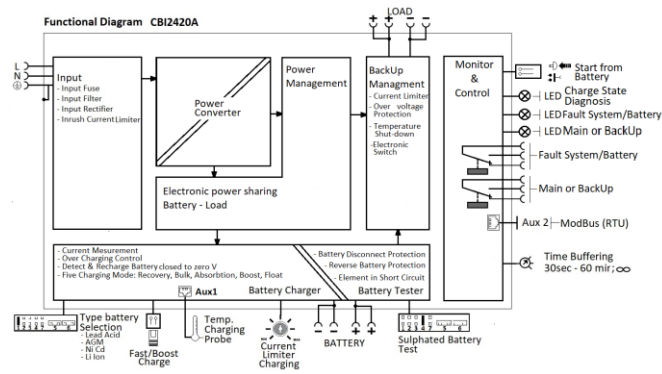 Functional Diagram CBI2420A
LOAD
+ + - -
L
N
Input
- Input Fuse
- Input Filter
- Input Rectifier
- Inrush CurrentLimiter
Power
Converter
Power
Management
BackUp
Managment
- Current Limiter
- Over voltage
Protection
- Temperature
Shut-down
-Electronic
Switch
Monitor
&
Control
Start from
Battery
LED Charge State
Diagnosis
LED Fault System/Battery
LED Main or BackUp
Fault System/Battery
Main or BackUp
Aux 2 ModBus (RTU)
Time Buffering
30sec - 60 mir; ∞
Electronic power sharing
Battery - Load
- Current Mesurement
- Over Charging Control
- Detect & Recharge Battery closed to zero V
- Five Charging Mode: Recovery, Bulk, Absorbtion, Boost, Float
Aux1
Battery Charger
- Battery Disconnect Protection
- Reverse Battery Protection
- Element in Short Circuit
Battery Tester
Type battery
Selection
- Lead Acid
- AGM
- Ni Cd
- Li Ion
Fast/Boost
Charge
Temp.
Charging
Probe
Current
Limiter
Charging
- - + +
BATTERY
Sulphated Battery
Test